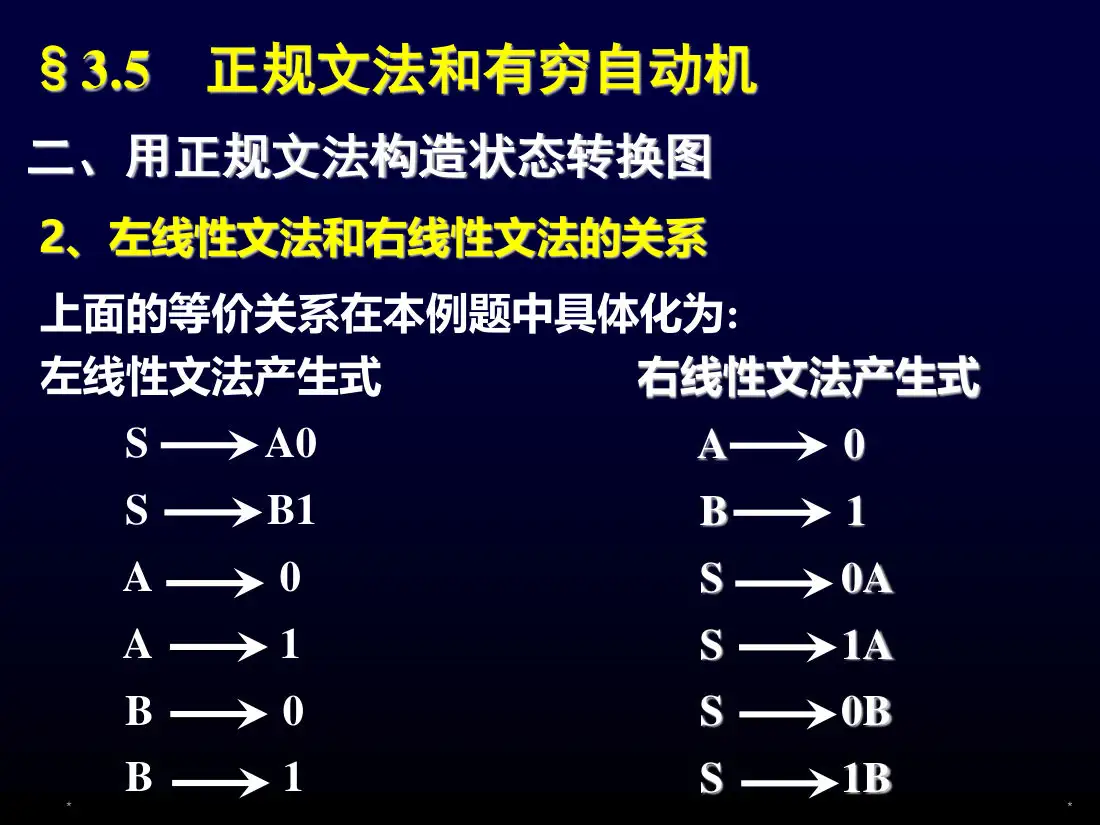 §3.5 正规文法和有穷自动机
二、用正规文法构造状态转换图
2、左线性文法和右线性文法的关系
上面的等价关系在本例题中具体化为:
左线性文法产生式 右线性文法产生式
S → A0 A → 0
S → B1 B → 1
A → 0 S → 0A
A → 1 S → 1A
B → 0 S → 0B
B → 1 S → 1B
* *